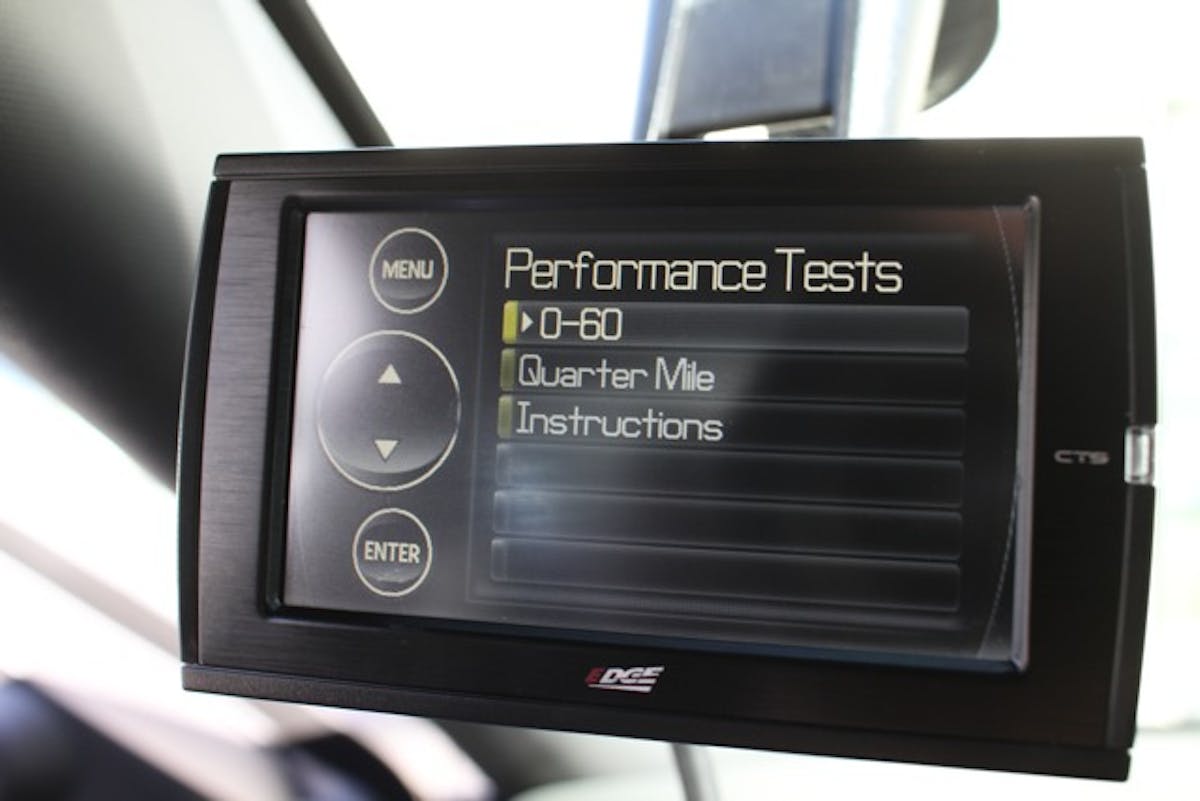 MENU
Performance Tests
0-60
Quarter Mile
Instructions
ENTER
CTS
EDGE